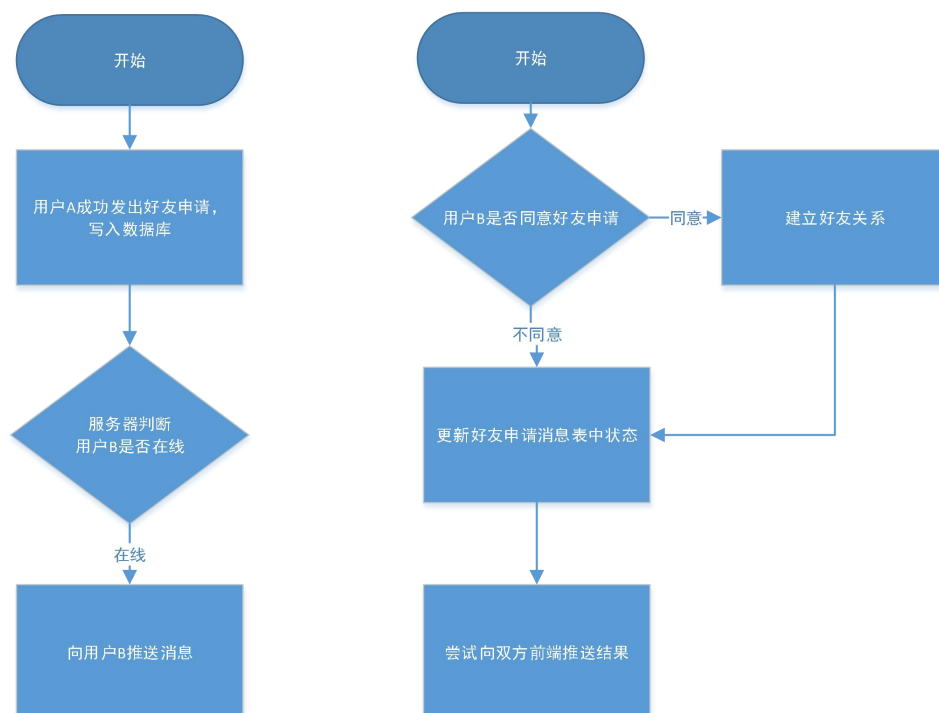 开始
用户A成功发出好友申请，
写入数据库
服务器判断
用户B是否在线
在线
向用户B推送消息
开始
用户B是否同意好友申请
同意
建立好友关系
不同意
更新好友申请消息表中状态
尝试向双方前端推送结果